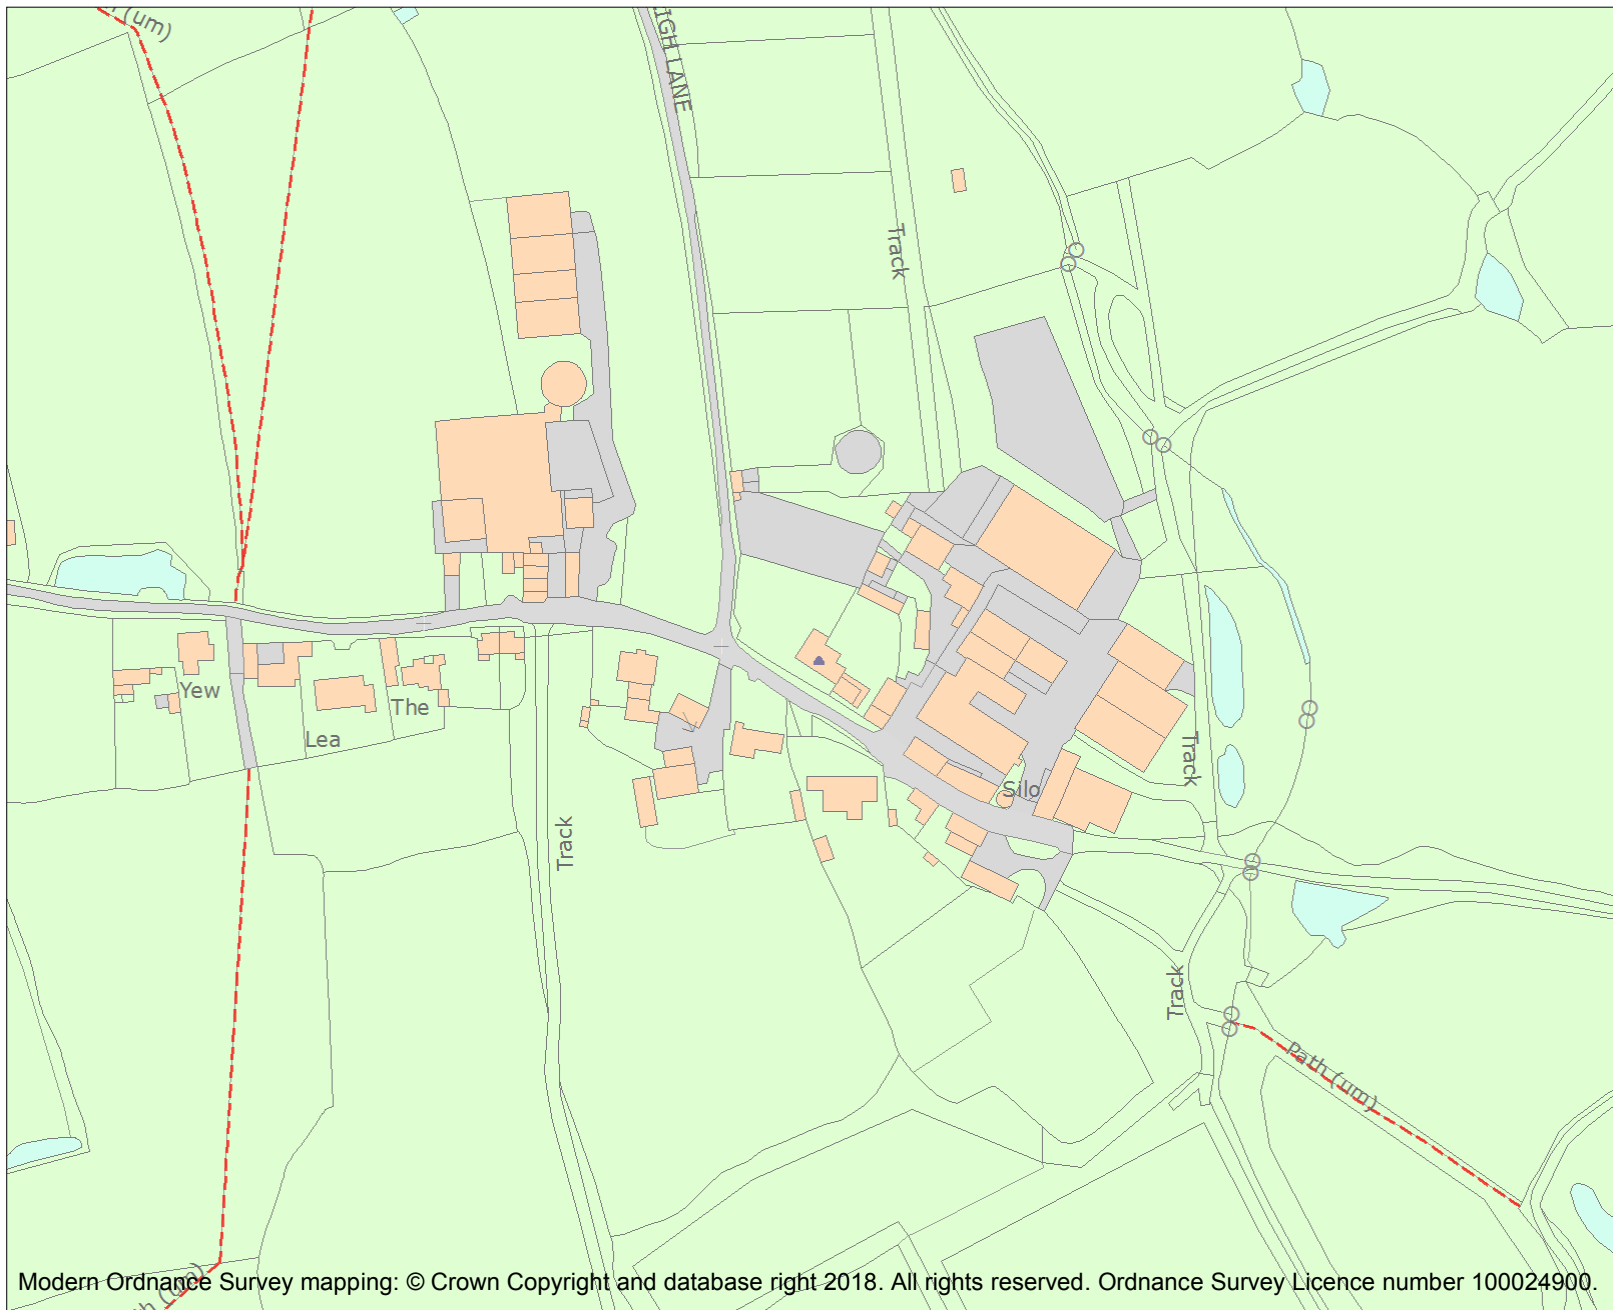 (um)
IGH LANE
Track
Yew
The
Lea
Track
Silo
Track
Track
Path (um)
(um)
Modern Ordnance Survey mapping: © Crown Copyright and database right 2018. All rights reserved. Ordnance Survey Licence number 100024900.